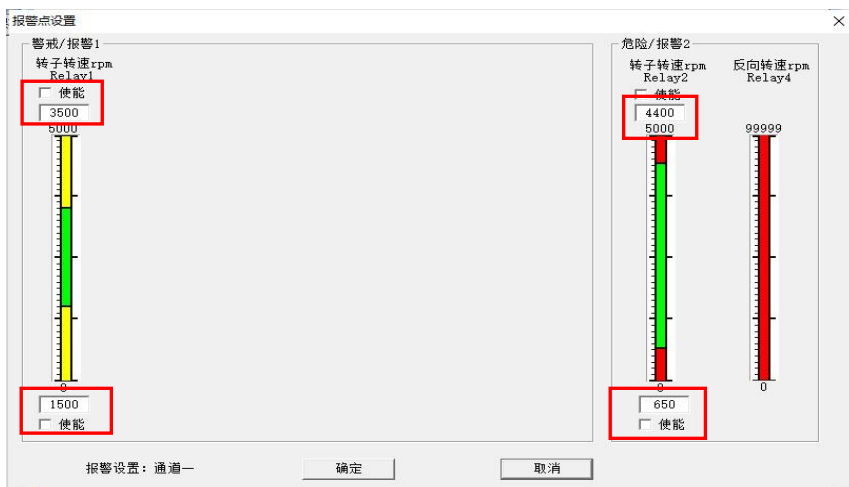 报警点设置
警戒/报警1
转子转速rpm
Relay1
使能
3500
5000
0
1500
使能
危险/报警2
转子转速rpm
Relay2
使能
4400
5000
0
650
使能
反向转速rpm
Relay4
99999
0
报警设置：通道一
确定
取消